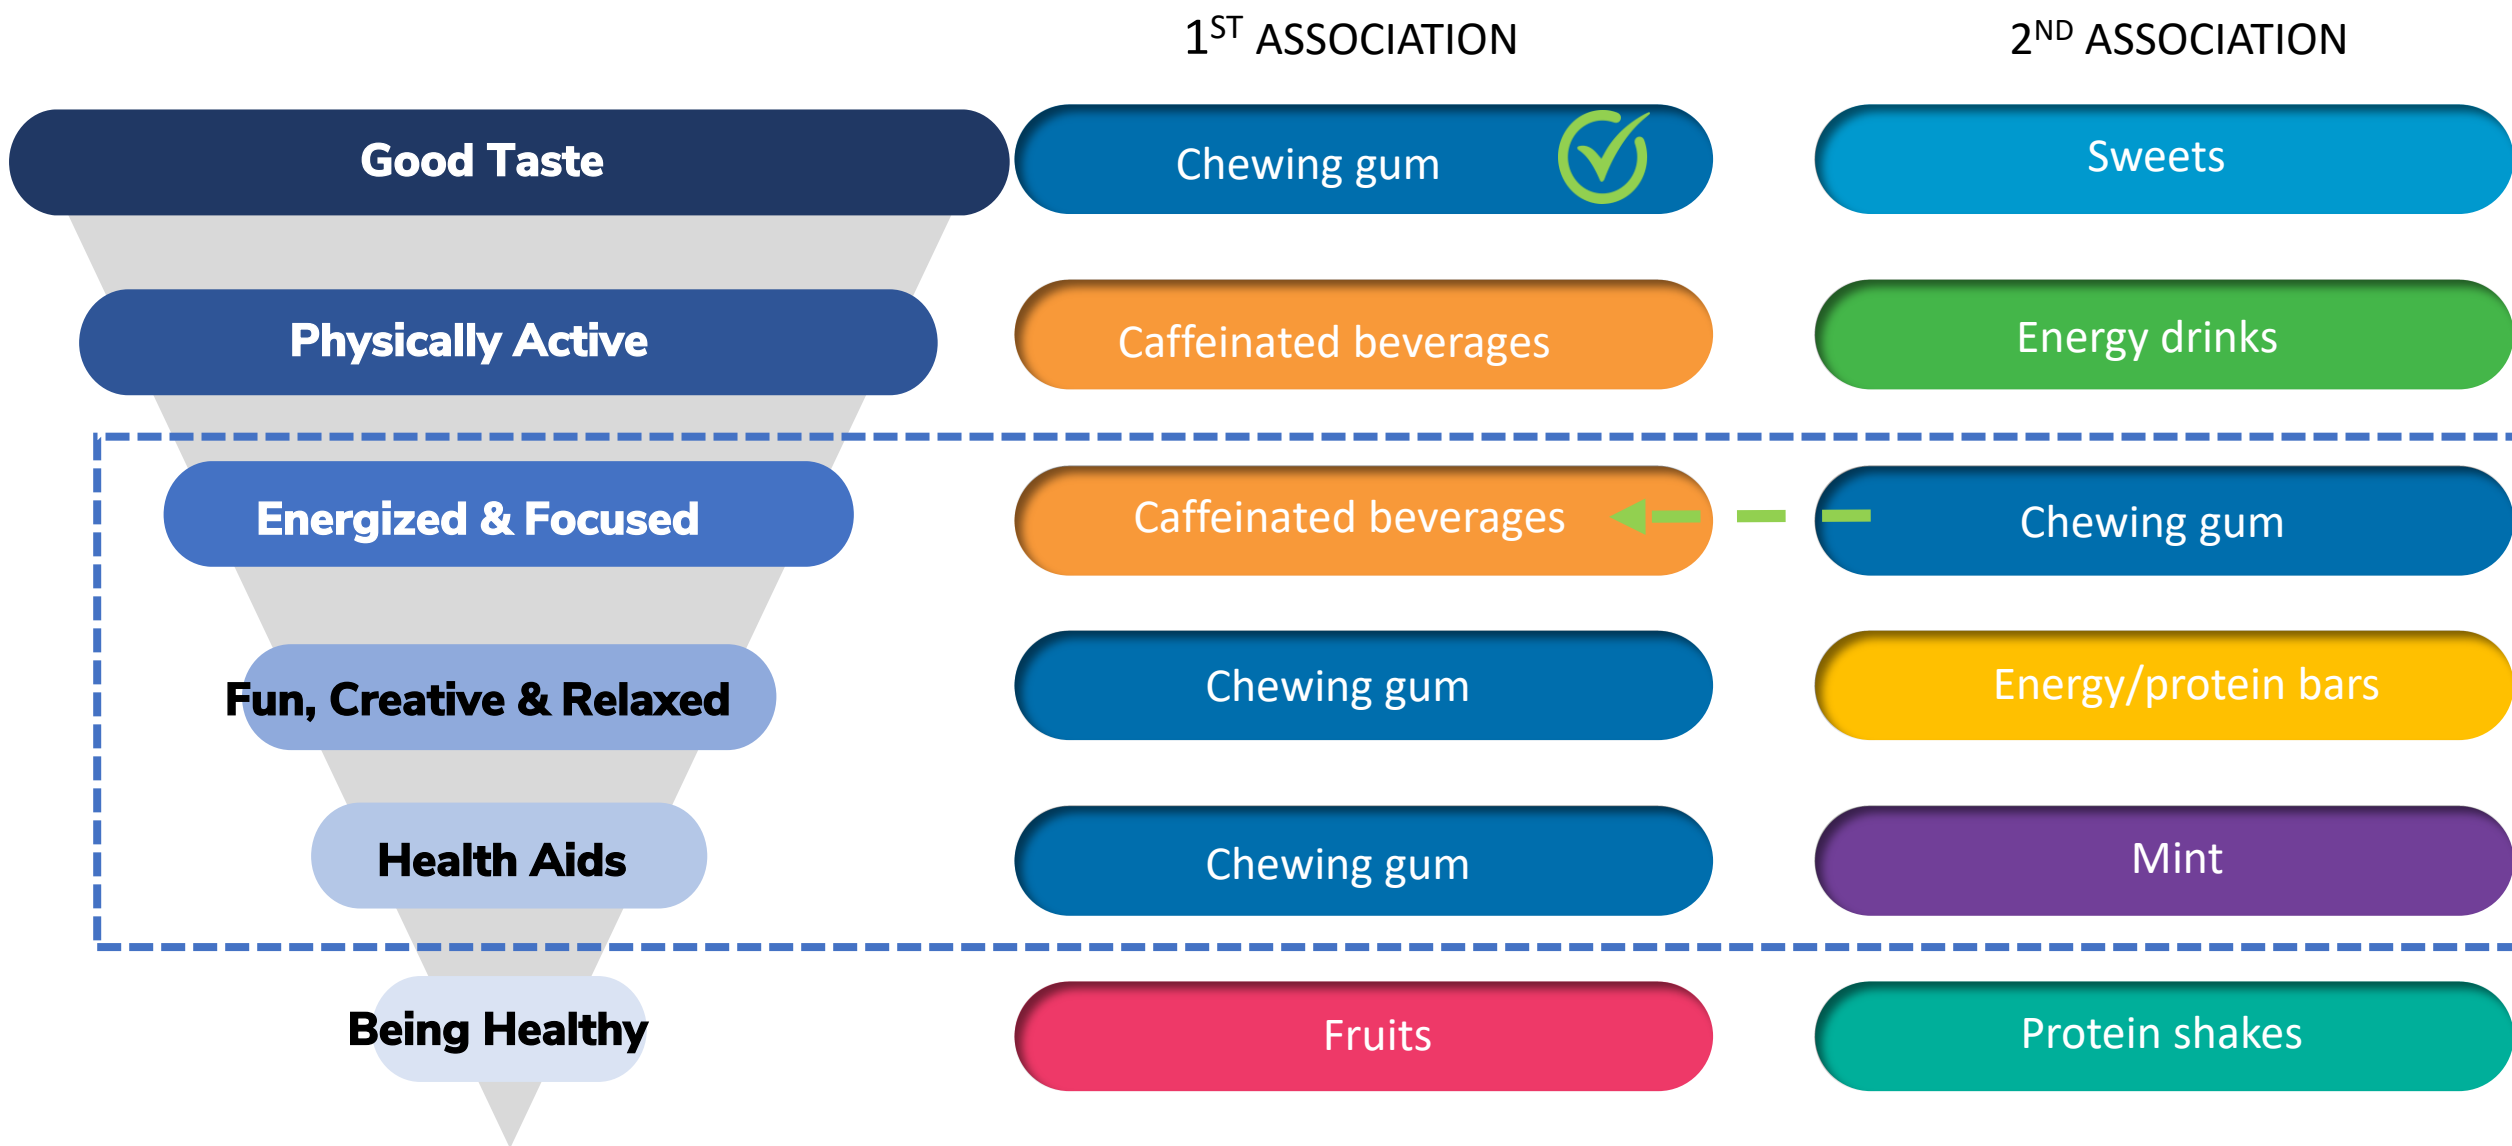 1ST ASSOCIATION
2ND ASSOCIATION
Good Taste
Chewing gum
Sweets
Physically Active
Caffeinated beverages
Energy drinks
Energized & Focused
Caffeinated beverages
Chewing gum
Fun, Creative & Relaxed
Chewing gum
Energy/protein bars
Health Aids
Chewing gum
Mint
Being Healthy
Fruits
Protein shakes